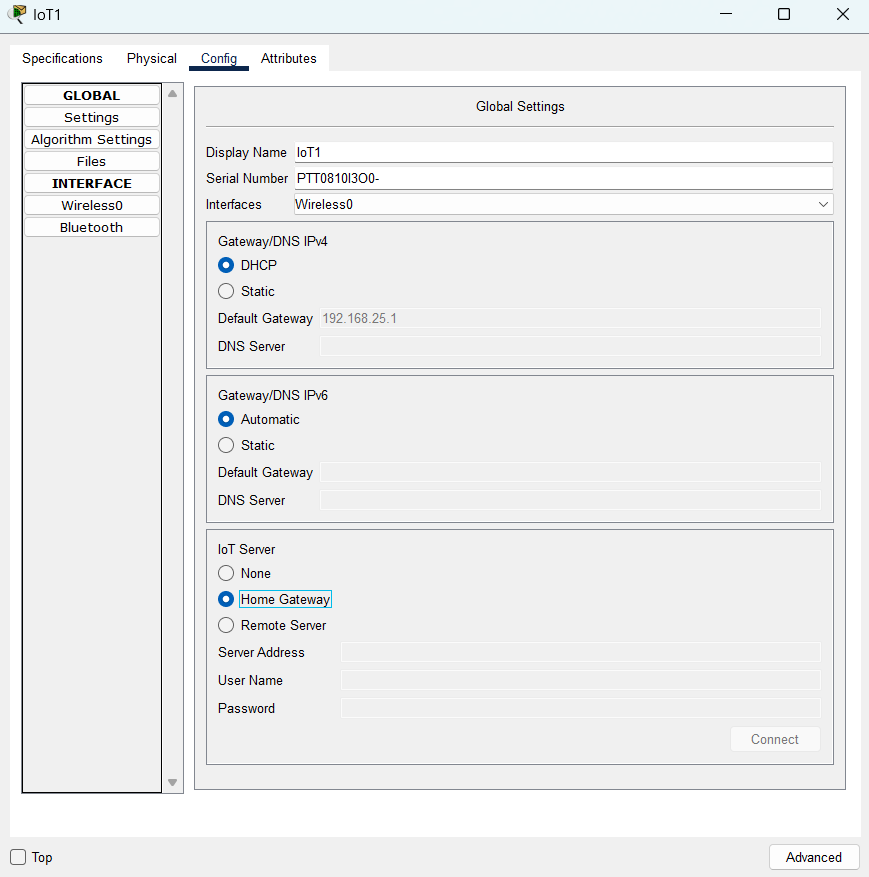 IoT1
Specifications Physical Config Attributes
GLOBAL
Settings
Algorithm Settings
Files
INTERFACE
Wireless0
Bluetooth
Global Settings
Display Name IoT1
Serial Number PTT0810I3O0-
Interfaces Wireless0
Gateway/DNS IPv4
DHCP
Static
Default Gateway 192.168.25.1
DNS Server
Gateway/DNS IPv6
Automatic
Static
Default Gateway
DNS Server
IoT Server
None
Home Gateway
Remote Server
Server Address
User Name
Password
Connect
Top
Advanced